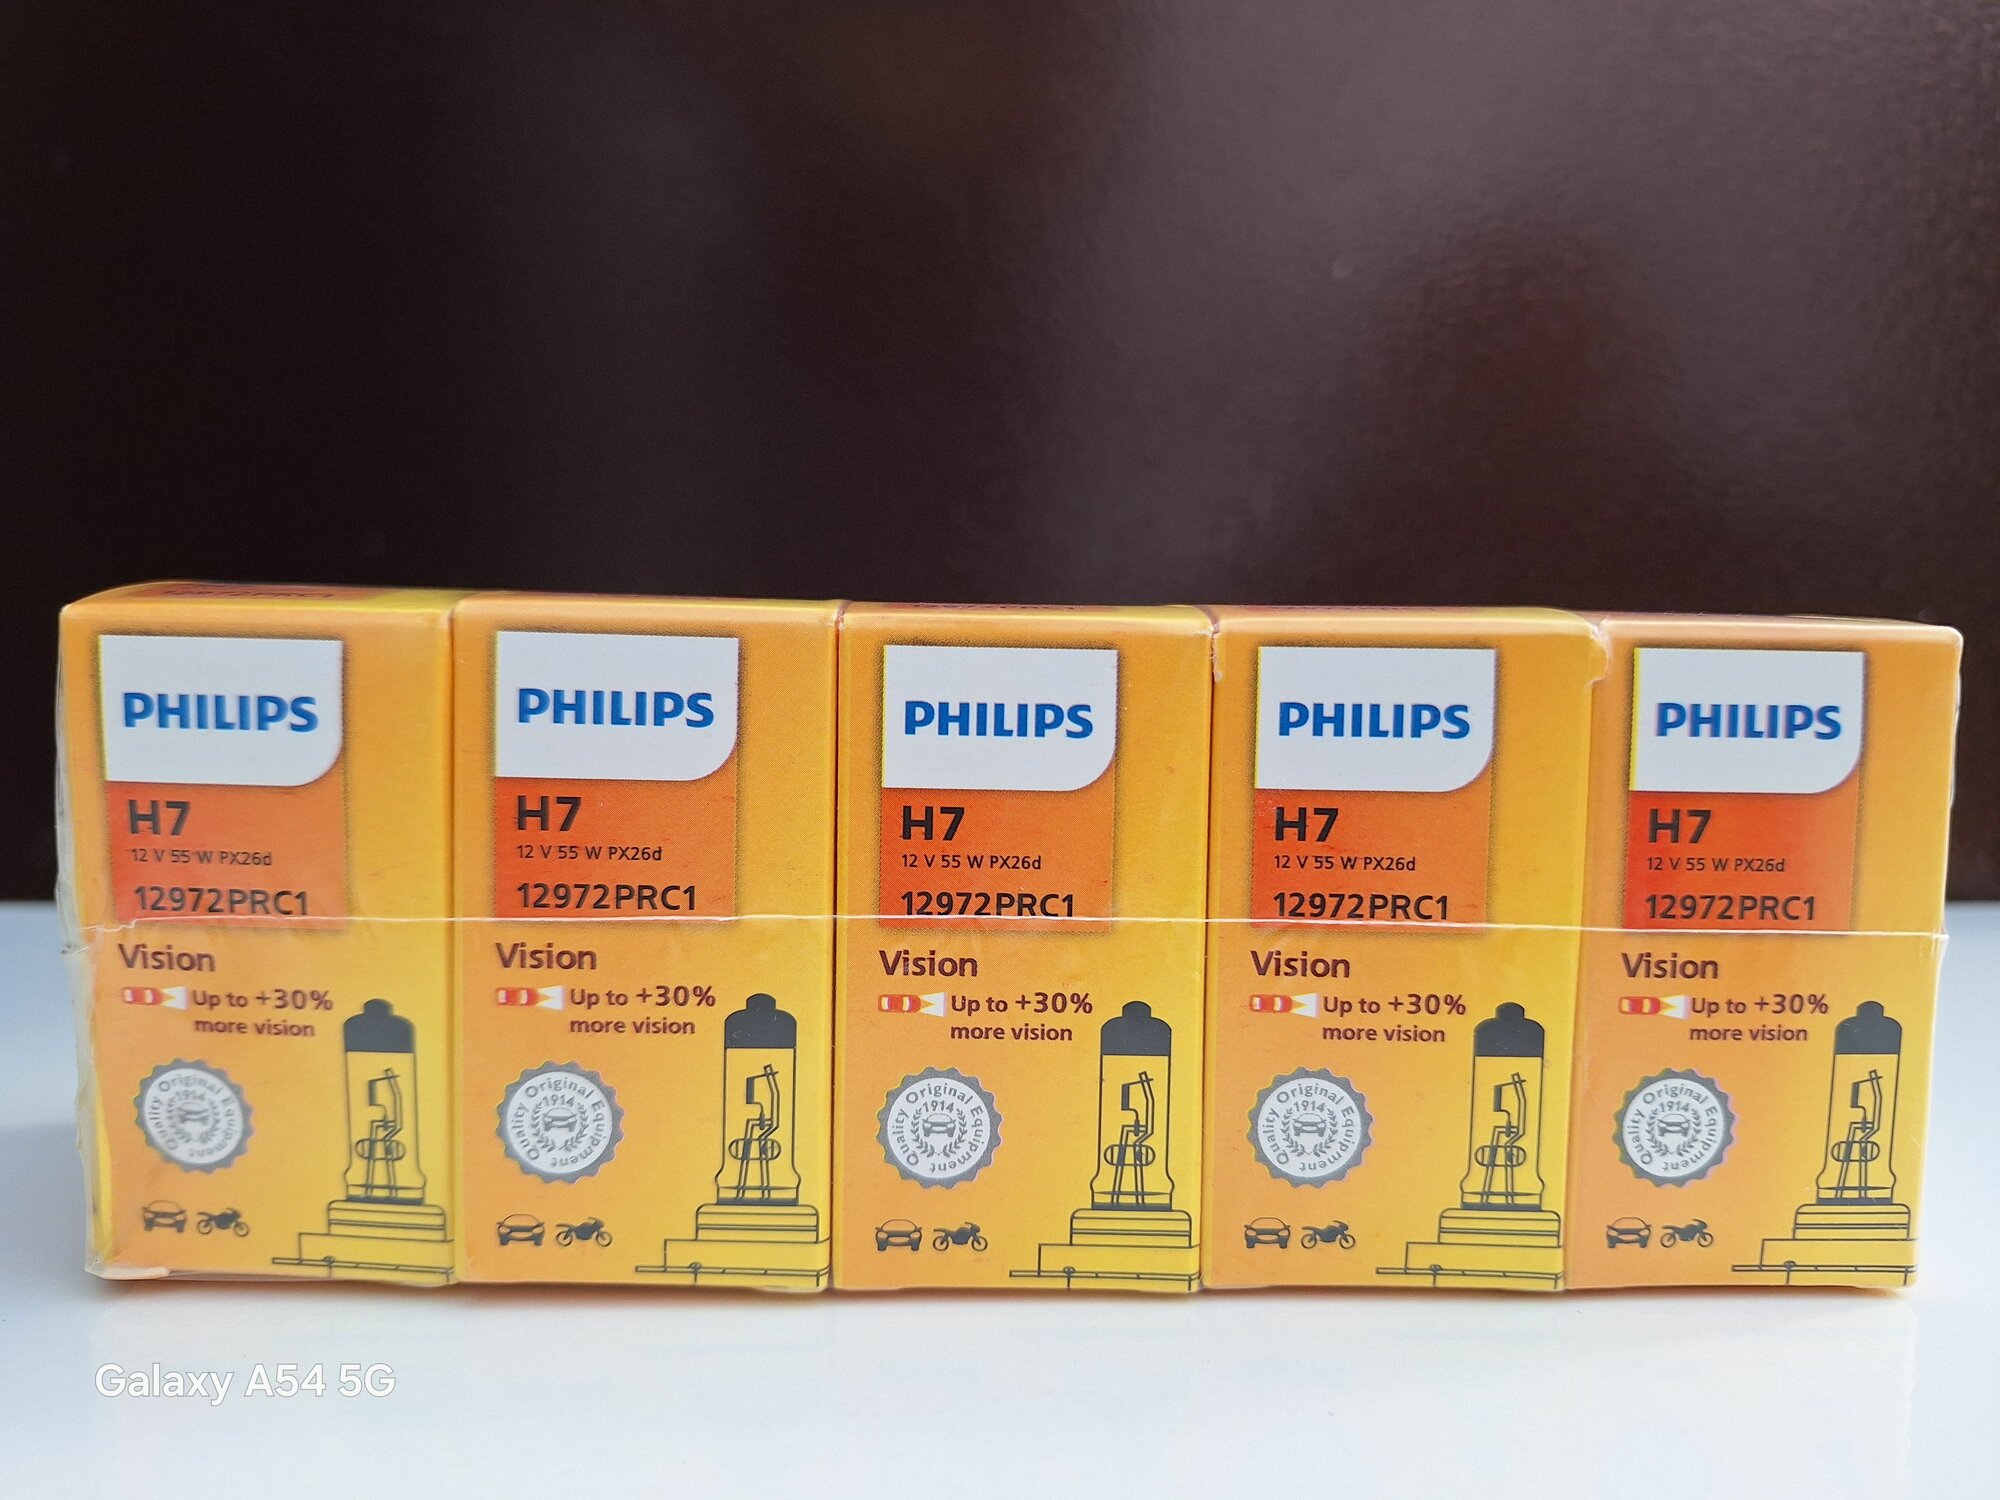 12972PRC1
PHILIPS
H7
12 V 55 W PX26d
12972PRC1
Vision
Up to +30%
more vision
Quality Original Equipment
PHILIPS
H7
12 V 55 W PX26d
12972PRC1
Vision
Up to +30%
more vision
Quality Original Equipment
1914
PHILIPS
H7
12 V 55 W PX26d
12972PRC1
Vision
Up to +30%
more vision
Quality Original Equipment
1914
PHILIPS
H7
12 V 55 W PX26d
12972PRC1
Vision
Up to +30%
more vision
Quality Original Equipment
1914
PHILIPS
H7
12 V 55 W PX26d
12972PRC1
Vision
Up to +30%
more vision
Quality Original Equipment
1914
Galaxy A54 5G